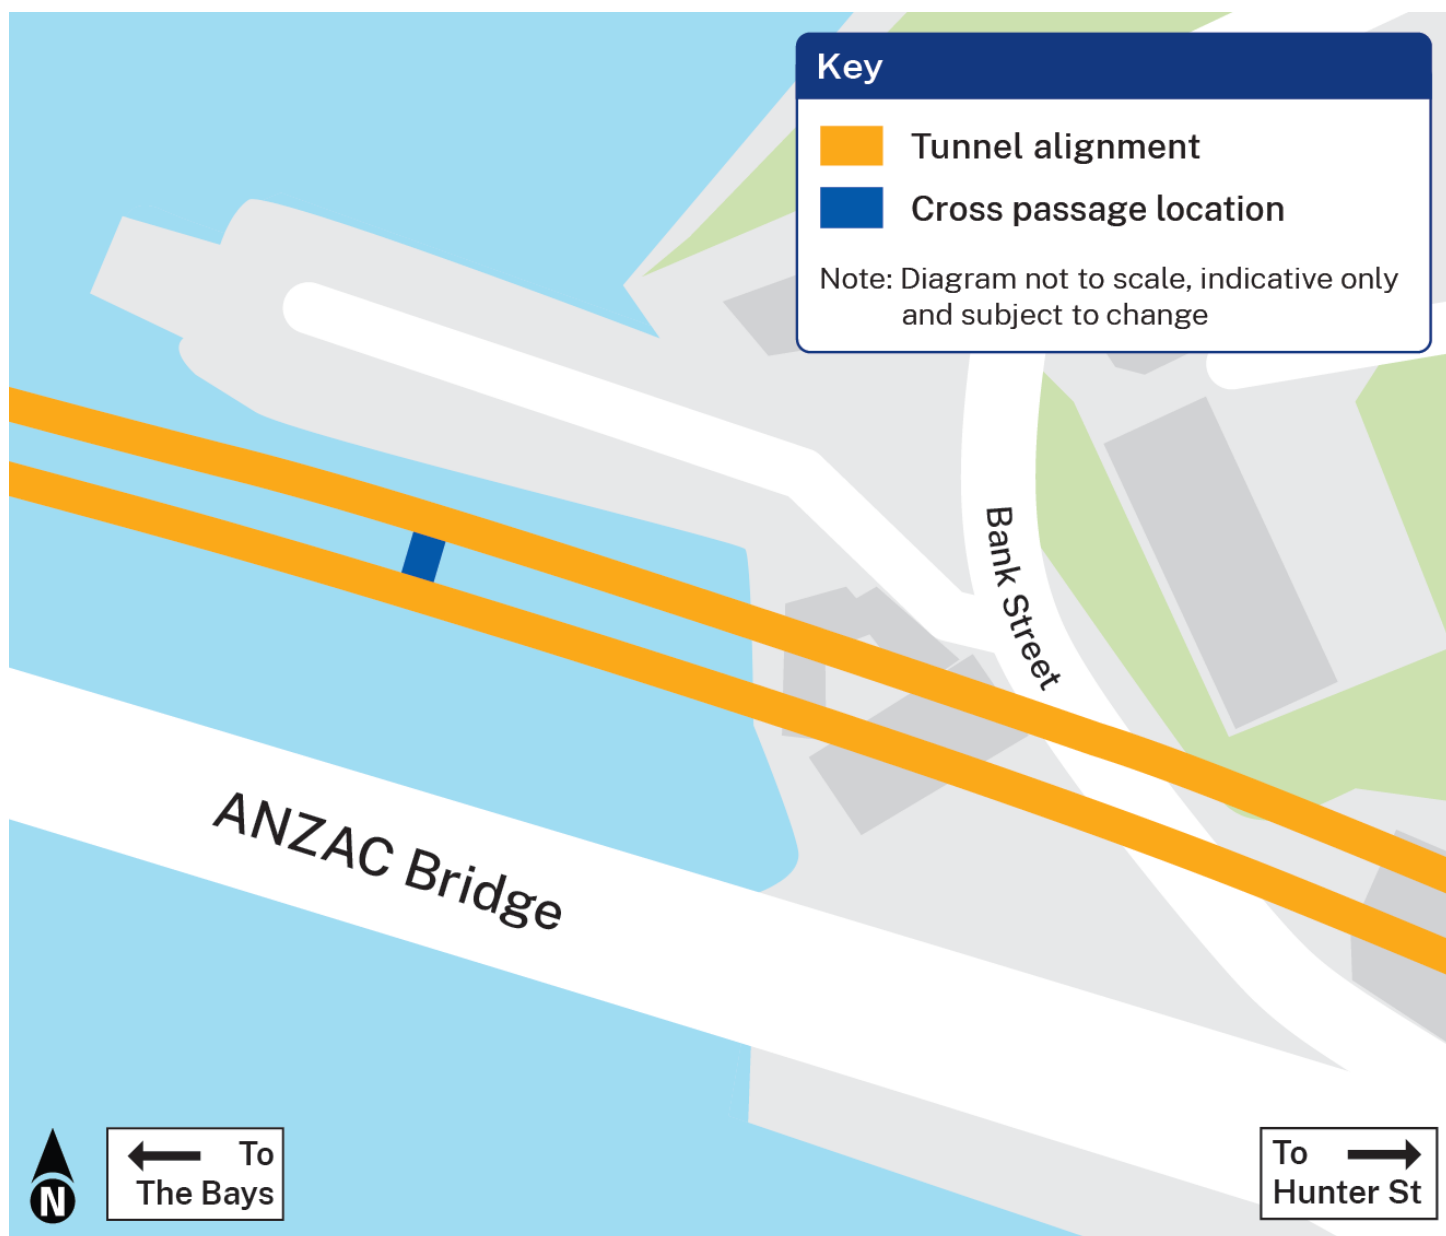 Key
Tunnel alignment
Cross passage location
Note: Diagram not to scale, indicative only
and subject to change
Bank Street
ANZAC Bridge
N
To
The Bays
To
Hunter St